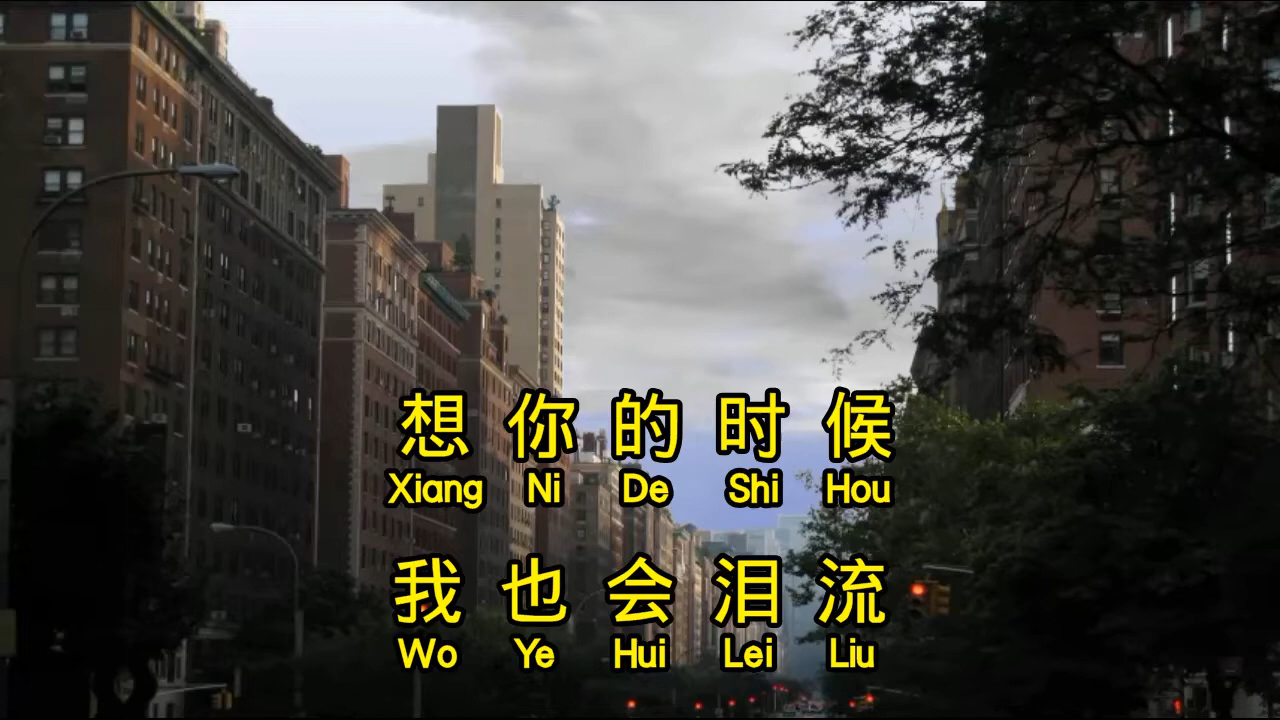 想 你 的 时 候
Xiang Ni De Shi Hou
我 也 会 泪 流
Wo Ye Hui Lei Liu